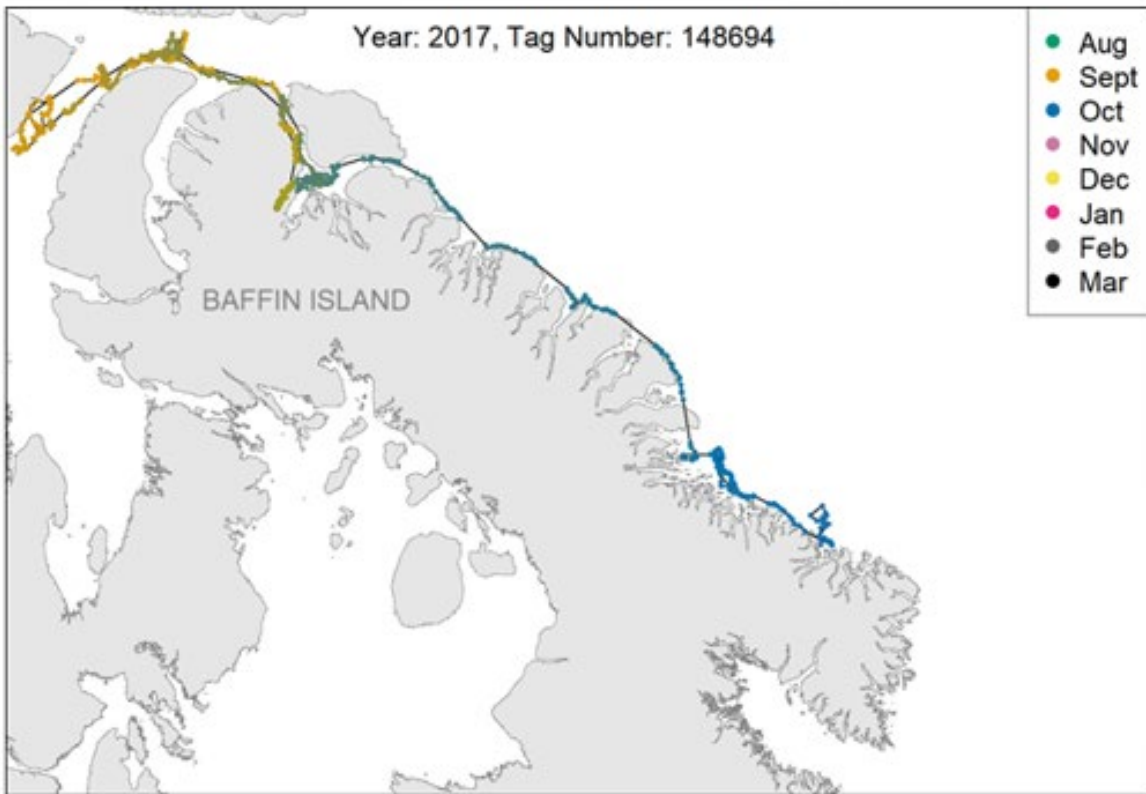 Year: 2017, Tag Number: 148694
Aug
Sept
Oct
Nov
Dec
Jan
Feb
Mar
BAFFIN ISLAND